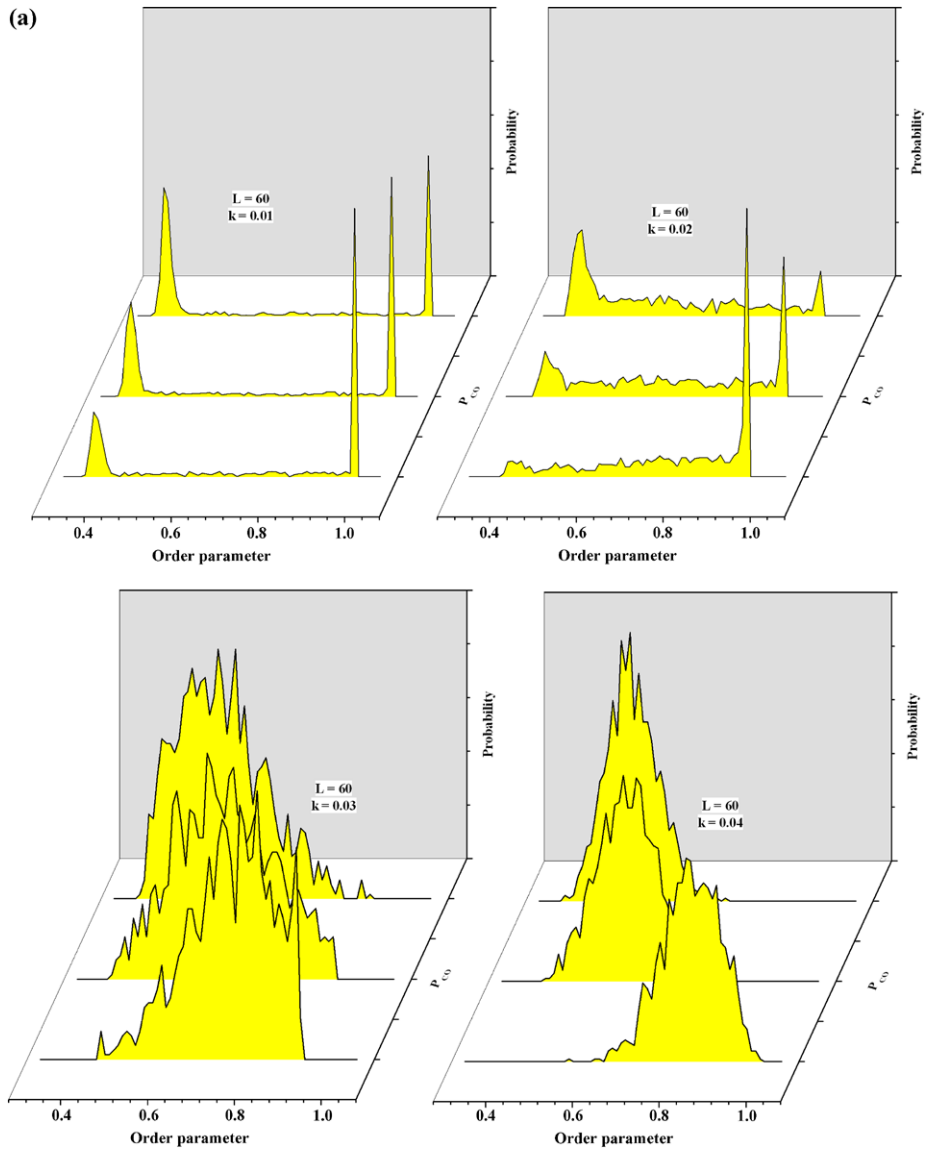 (a)
Probability
L = 60
k = 0.01
P CO
0.4 0.6 0.8 1.0
Order parameter
Probability
L = 60
k = 0.02
P CO
0.4 0.6 0.8 1.0
Order parameter
Probability
L = 60
k = 0.03
P CO
0.4 0.6 0.8 1.0
Order parameter
Probability
L = 60
k = 0.04
P CO
0.4 0.6 0.8 1.0
Order parameter